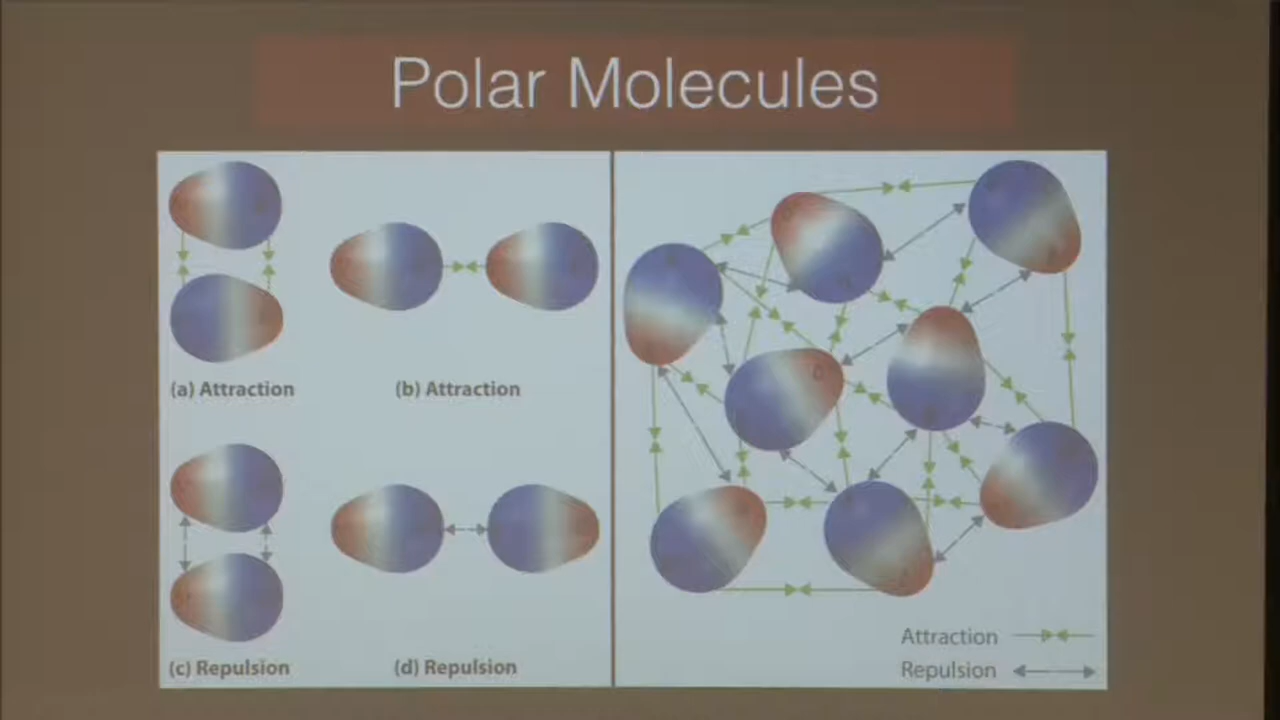 Polar Molecules
(a) Attraction
(b) Attraction
(c) Repulsion
(d) Repulsion
Attraction
Repulsion